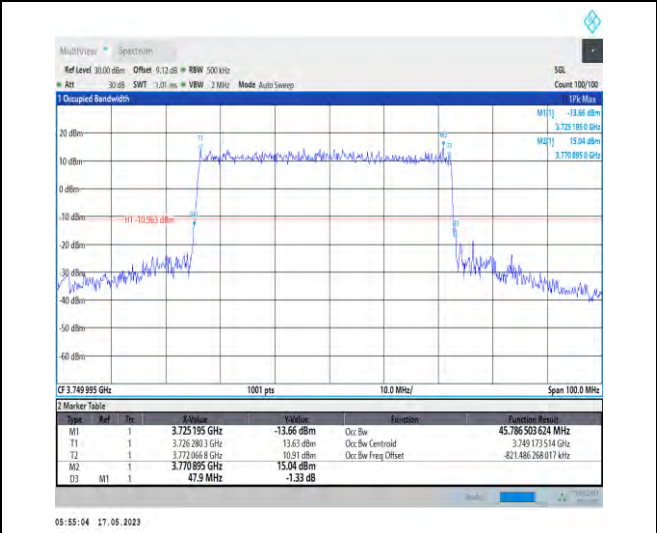 MultiView Spectrum
Ref Level 30.00 dBm Offset 9.12 dB RBW 500 kHz SGL
Att 30 dB SWT 1.01 ms VBW 2 MHz Mode Auto Sweep Count 100/100
1 Occupied Bandwidth 1Pk Max
M1[1] -13.66 dBm
3.725 195 0 GHz
M2[1] 15.04 dBm
3.770 895 0 GHz
20 dBm
T1
M2
10 dBm
0 dBm
-10 dBm
H1 -10.963 dBm
-20 dBm
-30 dBm
-40 dBm
-50 dBm
-60 dBm
CF 3.749 995 GHz 1001 pts 10.0 MHz/ Span 100.0 MHz
2 Marker Table
Type Ref Trc X-Value Y-Value Function Function Result
M1 1 3.725 195 GHz -13.66 dBm Occ Bw 45.786 503 624 MHz
T1 1 3.726 280 3 GHz 13.63 dBm Occ Bw Centroid 3.749 173 514 GHz
T2 1 3.772 066 8 GHz 10.91 dBm Occ Bw Freq Offset -821.486 268 017 kHz
M2 1 3.770 895 GHz 15.04 dBm
D3 M1 1 47.9 MHz -1.33 dB
05:55:04 17.05.2023